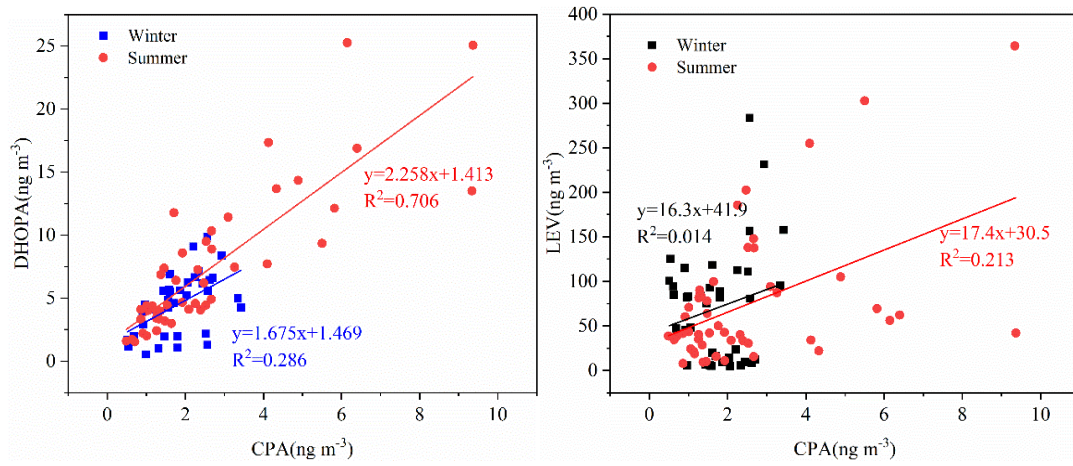 Winter
Summer
25
20
15
10
5
0
DHOPA(ng m-3)
y=2.258x+1.413
R2=0.706
y=1.675x+1.469
R2=0.286
0
2
4
6
8
10
CPA(ng m-3)
400
350
300
250
200
150
100
50
0
LEV(ng m-3)
Winter
Summer
y=16.3x+41.9
R2=0.014
y=17.4x+30.5
R2=0.213
0
2
4
6
8
10
CPA(ng m-3)